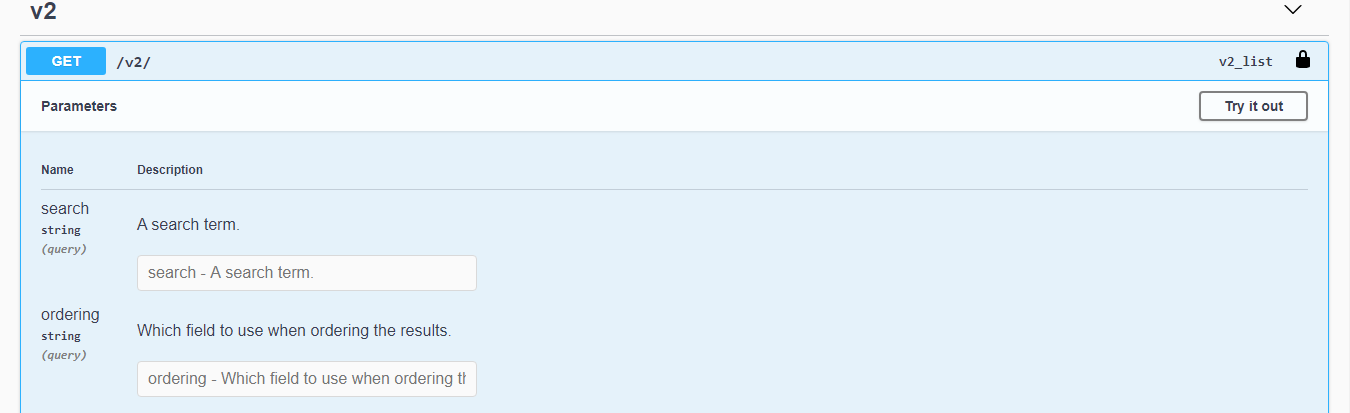 v2
GET /v2/ v2_list
Parameters Try it out
Name Description
search
string
(query)
A search term.
search - A search term.
ordering
string
(query)
Which field to use when ordering the results.
ordering - Which field to use when ordering th